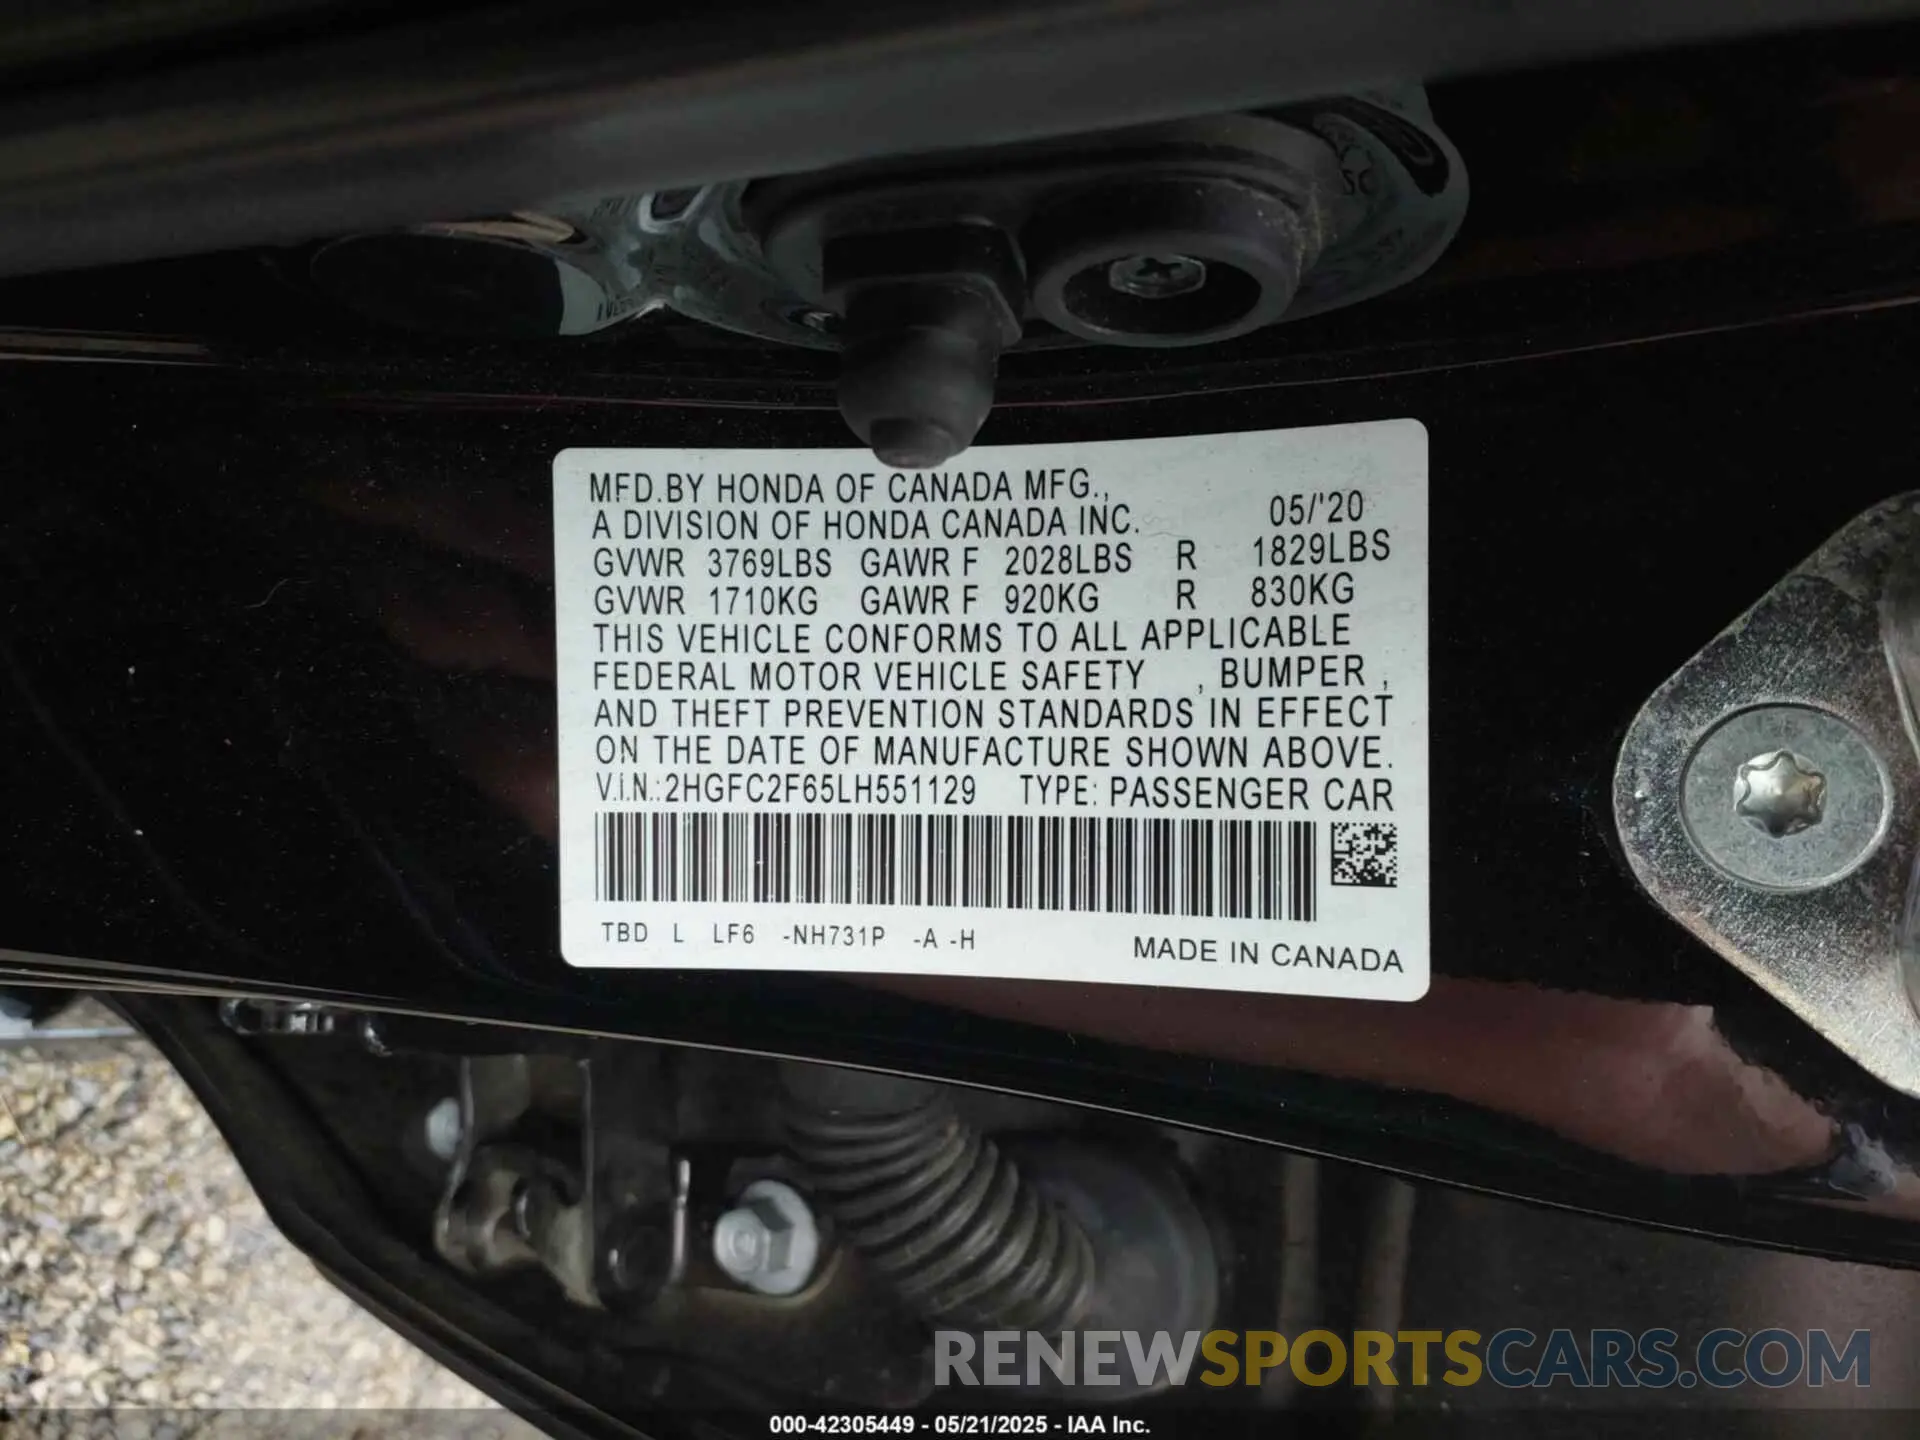 MFD.BY HONDA OF CANADA MFG.,
A DIVISION OF HONDA CANADA INC. 05/'20
GVWR 3769LBS GAWR F 2028LBS R 1829LBS
GVWR 1710KG GAWR F 920KG R 830KG
THIS VEHICLE CONFORMS TO ALL APPLICABLE
FEDERAL MOTOR VEHICLE SAFETY , BUMPER ,
AND THEFT PREVENTION STANDARDS IN EFFECT
ON THE DATE OF MANUFACTURE SHOWN ABOVE.
V.I.N.:2HGFC2F65LH551129 TYPE: PASSENGER CAR
TBD L LF6 -NH731P -A -H MADE IN CANADA
RENEWSPORTSCARS.COM
000-42305449 - 05/21/2025 - IAA Inc.